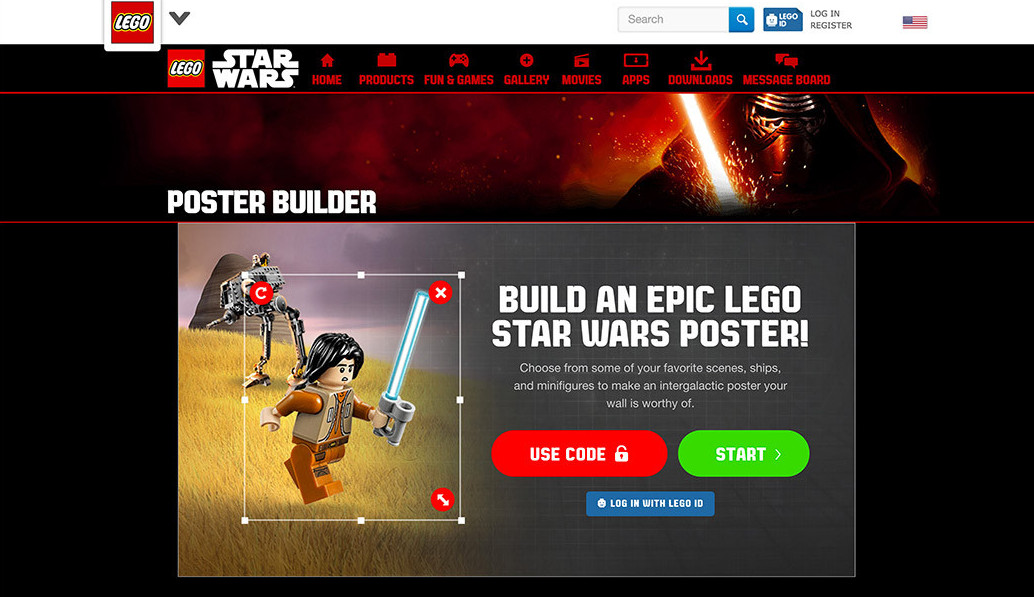 LEGO
Search
LEGO
ID
LOG IN
REGISTER
LEGO
STAR
WARS
HOME
PRODUCTS
FUN & GAMES
GALLERY
MOVIES
APPS
DOWNLOADS
MESSAGE BOARD
POSTER BUILDER
BUILD AN EPIC LEGO
STAR WARS POSTER!
Choose from some of your favorite scenes, ships,
and minifigures to make an intergalactic poster your
wall is worthy of.
USE CODE
START
LOG IN WITH LEGO ID